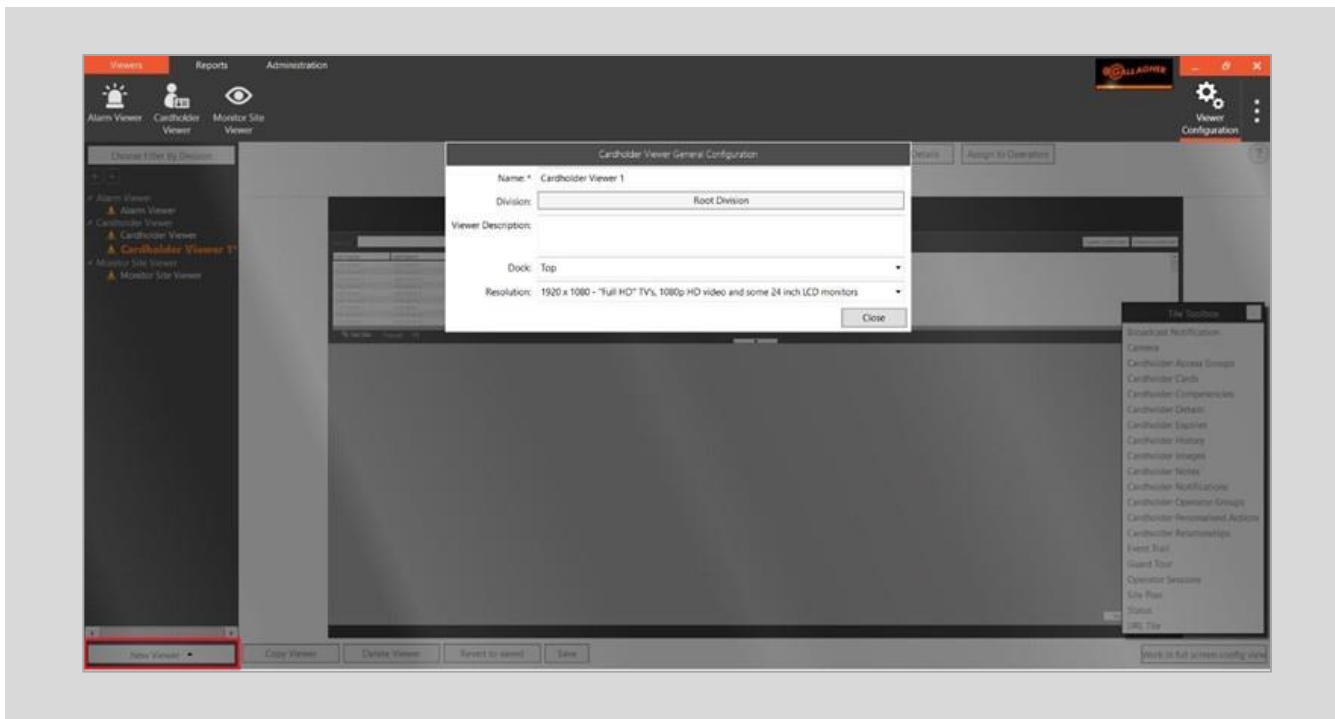 Viewers Reports Administration
GALLAGHER
Alarm Viewer
Cardholder
Viewer
Monitor Site
Viewer
Viewer
Configuration
Choose Filter By Division
Details
Assign to Operators
?
Alarm Viewer
Alarm Viewer
Cardholder Viewer
Cardholder Viewer
Cardholder Viewer 1*
Monitor Site Viewer
Monitor Site Viewer
Cardholder Viewer General Configuration
Name:* Cardholder Viewer 1
Division: Root Division
Viewer Description:
Dock: Top
Resolution: 1920 x 1080 - "Full HD" TV's, 1080p HD video and some 24 inch LCD monitors
Close
Tile Toolbox
Broadcast Notification
Camera
Cardholder Access Groups
Cardholder Cards
Cardholder Competencies
Cardholder Details
Cardholder Expiries
Cardholder History
Cardholder Images
Cardholder Notes
Cardholder Notifications
Cardholder Operator Groups
Cardholder Personalised Actions
Cardholder Relationships
Event Trail
Guard Tour
Operator Sessions
Site Plan
Status
URL Tile
New Viewer
Copy Viewer
Delete Viewer
Revert to saved
Save
Work in full screen config view